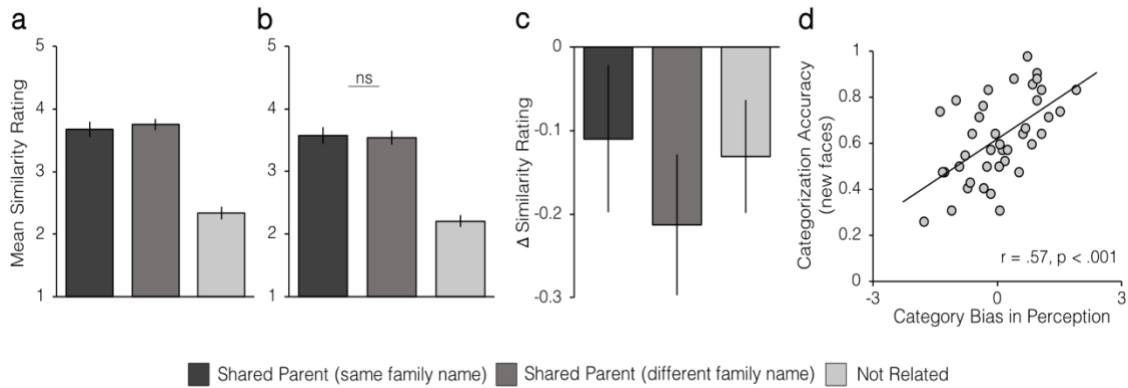 a
5
4
3
2
1
Mean Similarity Rating
b
5
4
3
2
1
ns
c
-0
-0.1
-0.2
-0.3
Δ Similarity Rating
d
1
0.8
0.6
0.4
0.2
0
-3
0
3
Categorization Accuracy
(new faces)
r = .57, p < .001
Category Bias in Perception
Shared Parent (same family name)
Shared Parent (different family name)
Not Related